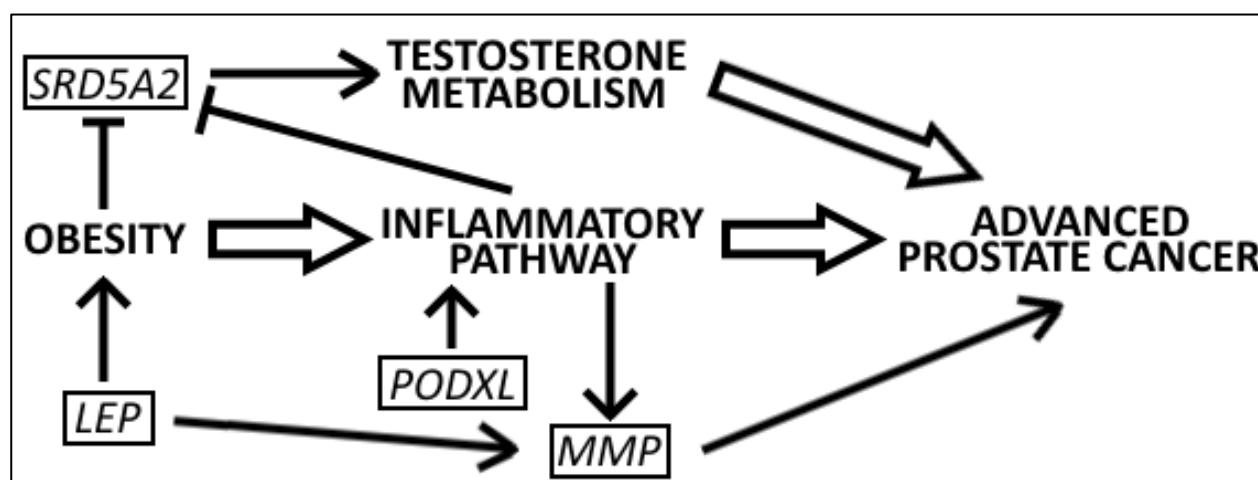 SRD5A2
TESTOSTERONE
METABOLISM
OBESITY
INFLAMMATORY
PATHWAY
ADVANCED
PROSTATE CANCER
PODXL
LEP
MMP